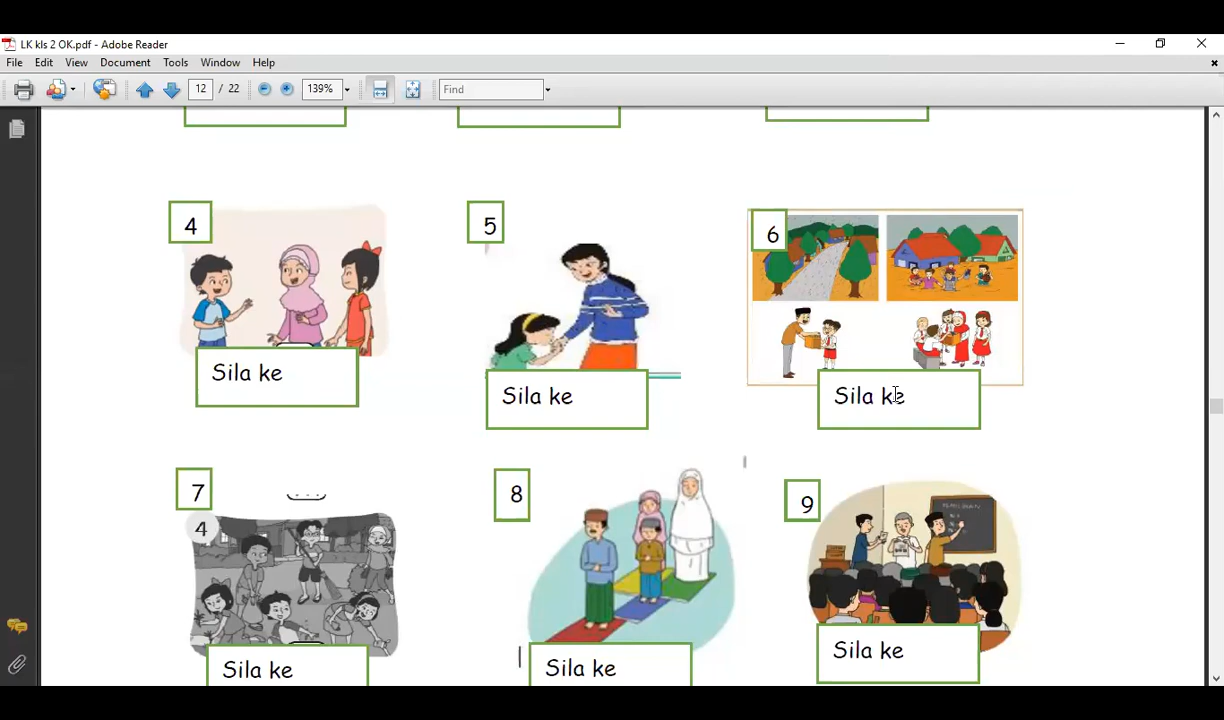 LK kls 2 OK.pdf - Adobe Reader
File Edit View Document Tools Window Help
12 / 22 139% Find
4
5
6
Sila ke
Sila ke
Sila ke
7
8
9
4
Sila ke
Sila ke
Sila ke